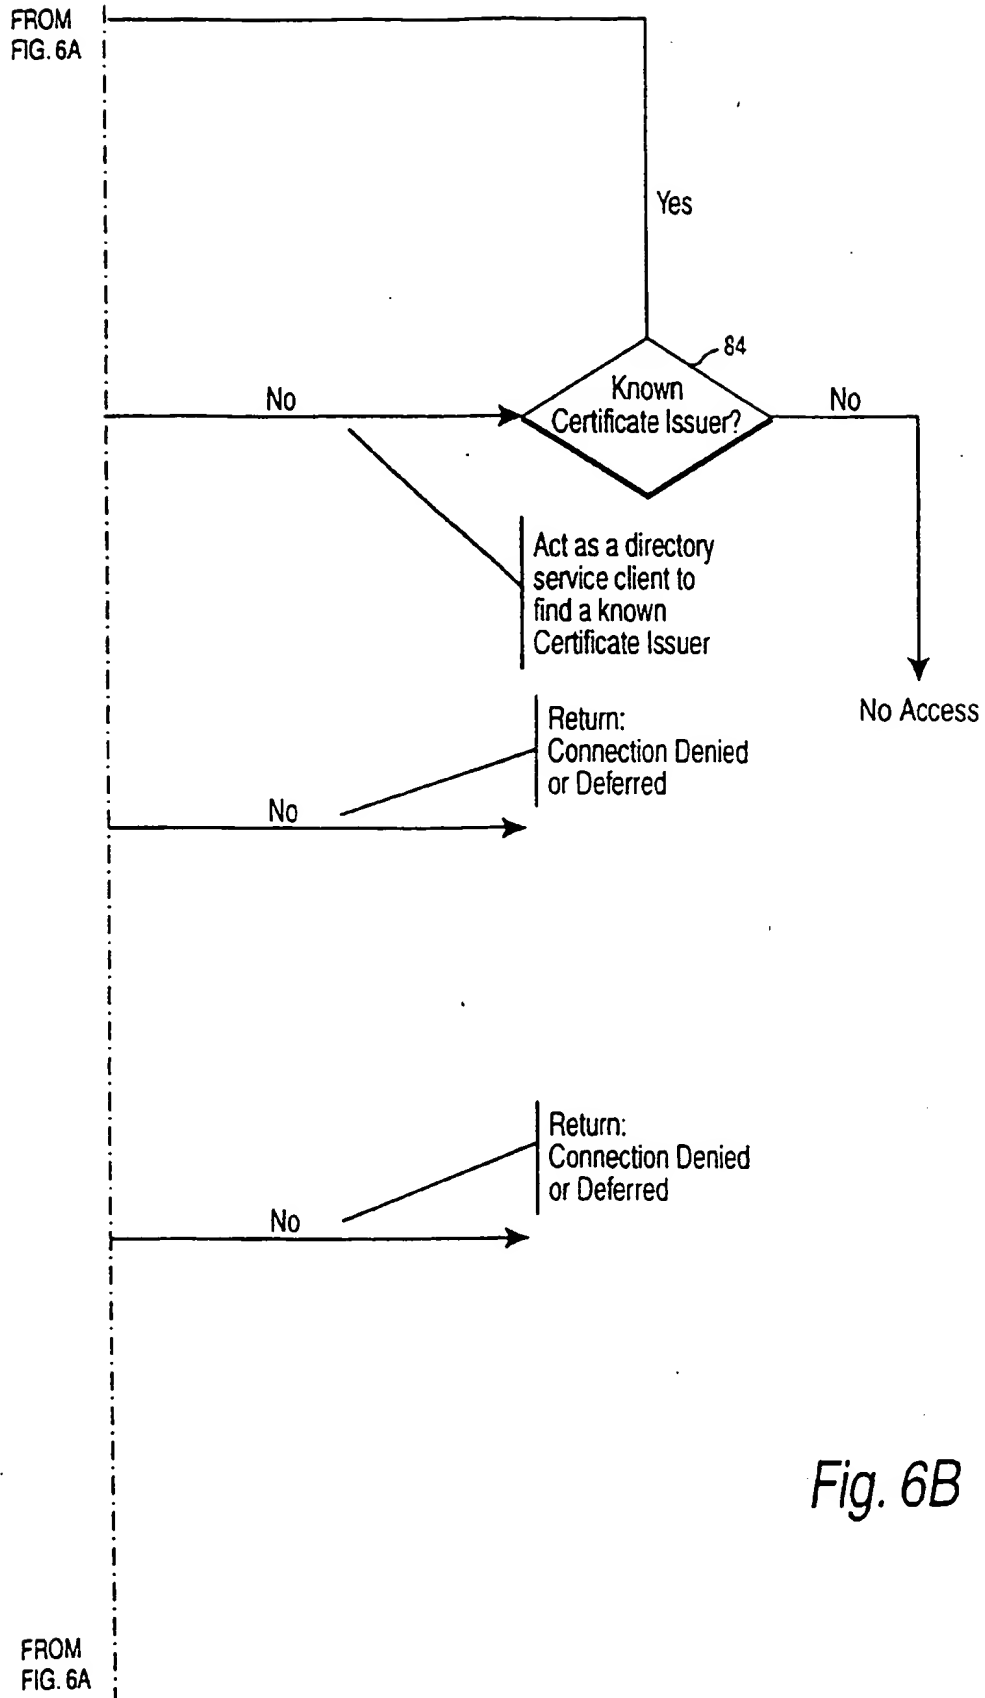 FROM
FIG. 6A
Yes
84
No
Known
Certificate Issuer?
No
Act as a directory
service client to
find a known
Certificate Issuer
No Access
Return:
Connection Denied
or Deferred
No
Return:
Connection Denied
or Deferred
No
Fig. 6B
FROM
FIG. 6A